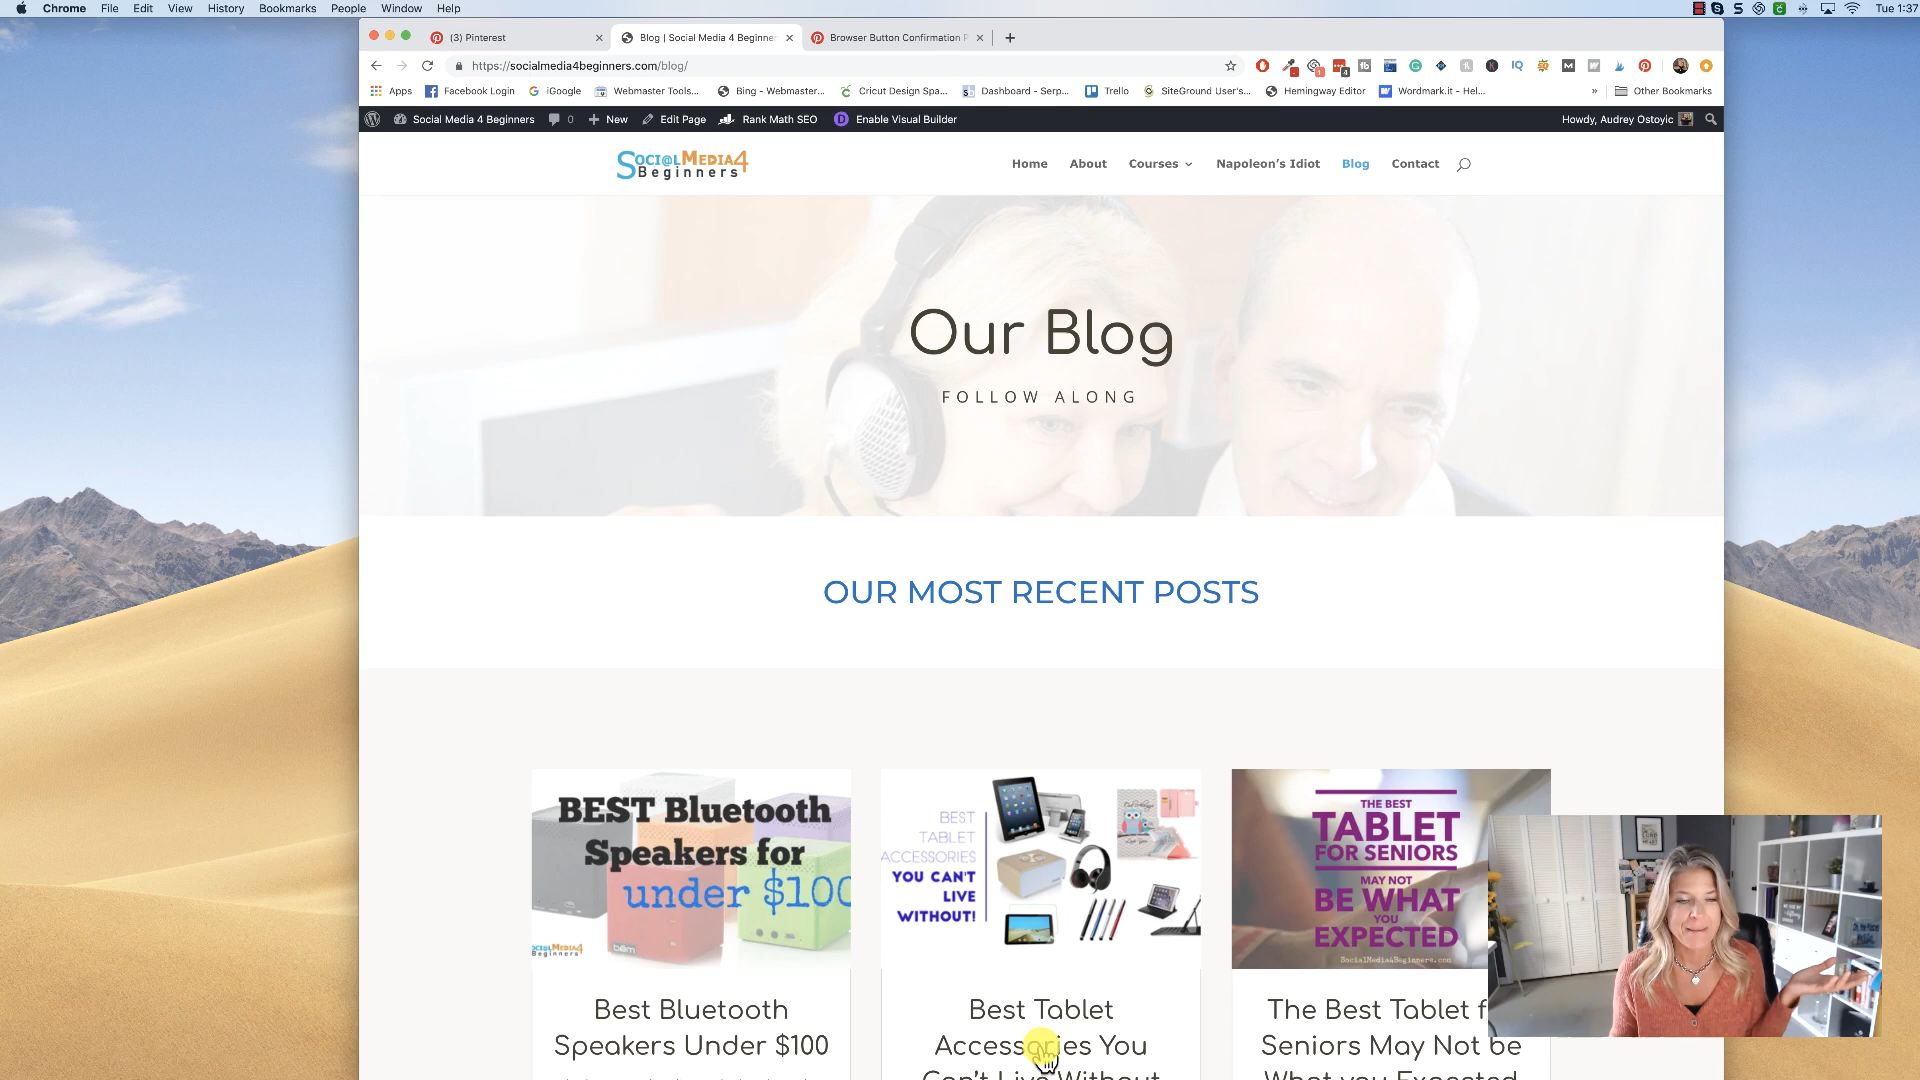 Chrome File Edit View History Bookmarks People Window Help
Tue 1:37
(3) Pinterest
Blog | Social Media 4 Beginner
Browser Button Confirmation P
https://socialmedia4beginners.com/blog/
Apps Facebook Login iGoogle Webmaster Tools... Bing - Webmaster... Cricut Design Spa... Dashboard - Serp... Trello SiteGround User's... Hemingway Editor Wordmark.it - Hel... » Other Bookmarks
Social Media 4 Beginners 0 New Edit Page Rank Math SEO Enable Visual Builder Howdy, Audrey Ostoyic
Soci@lMedia4
Beginners
Home About Courses Napoleon's Idiot Blog Contact
Our Blog
FOLLOW ALONG
OUR MOST RECENT POSTS
BEST Bluetooth
Speakers for
under $100
BEST
TABLET
ACCESSORIES
YOU CAN'T
LIVE
WITHOUT!
THE BEST
TABLET
FOR SENIORS
MAY NOT
BE WHAT
YOU
EXPECTED
SocialMedia4Beginners.com
Best Bluetooth
Speakers Under $100
Best Tablet
Accessories You
Can't Live Without
The Best Tablet f
Seniors May Not be
What you Expected